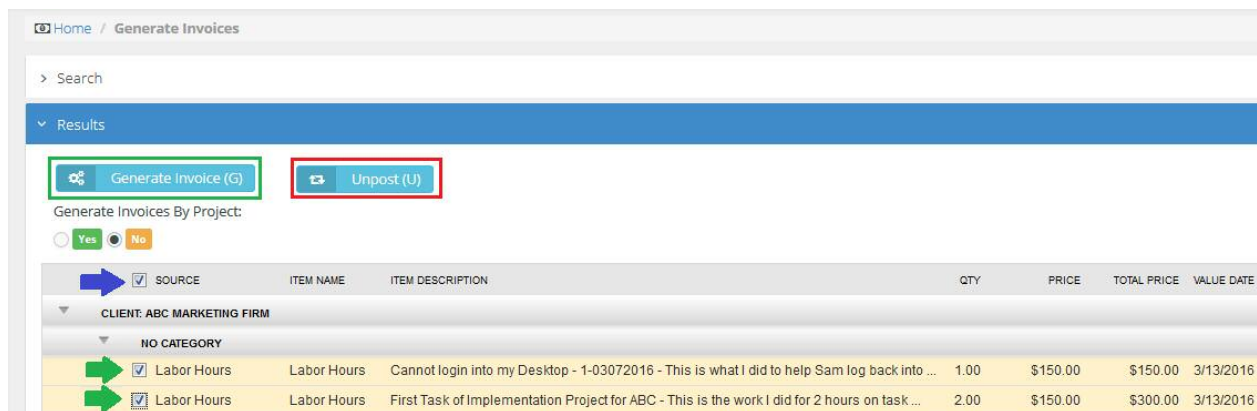 Home / Generate Invoices
Search
Results
Generate Invoice (G) Unpost (U)
Generate Invoices By Project:
Yes No
SOURCE ITEM NAME ITEM DESCRIPTION QTY PRICE TOTAL PRICE VALUE DATE
CLIENT: ABC MARKETING FIRM
NO CATEGORY
Labor Hours Labor Hours Cannot login into my Desktop - 1-03072016 - This is what I did to help Sam log back into ... 1.00 $150.00 $150.00 3/13/2016
Labor Hours Labor Hours First Task of Implementation Project for ABC - This is the work I did for 2 hours on task ... 2.00 $150.00 $300.00 3/13/2016